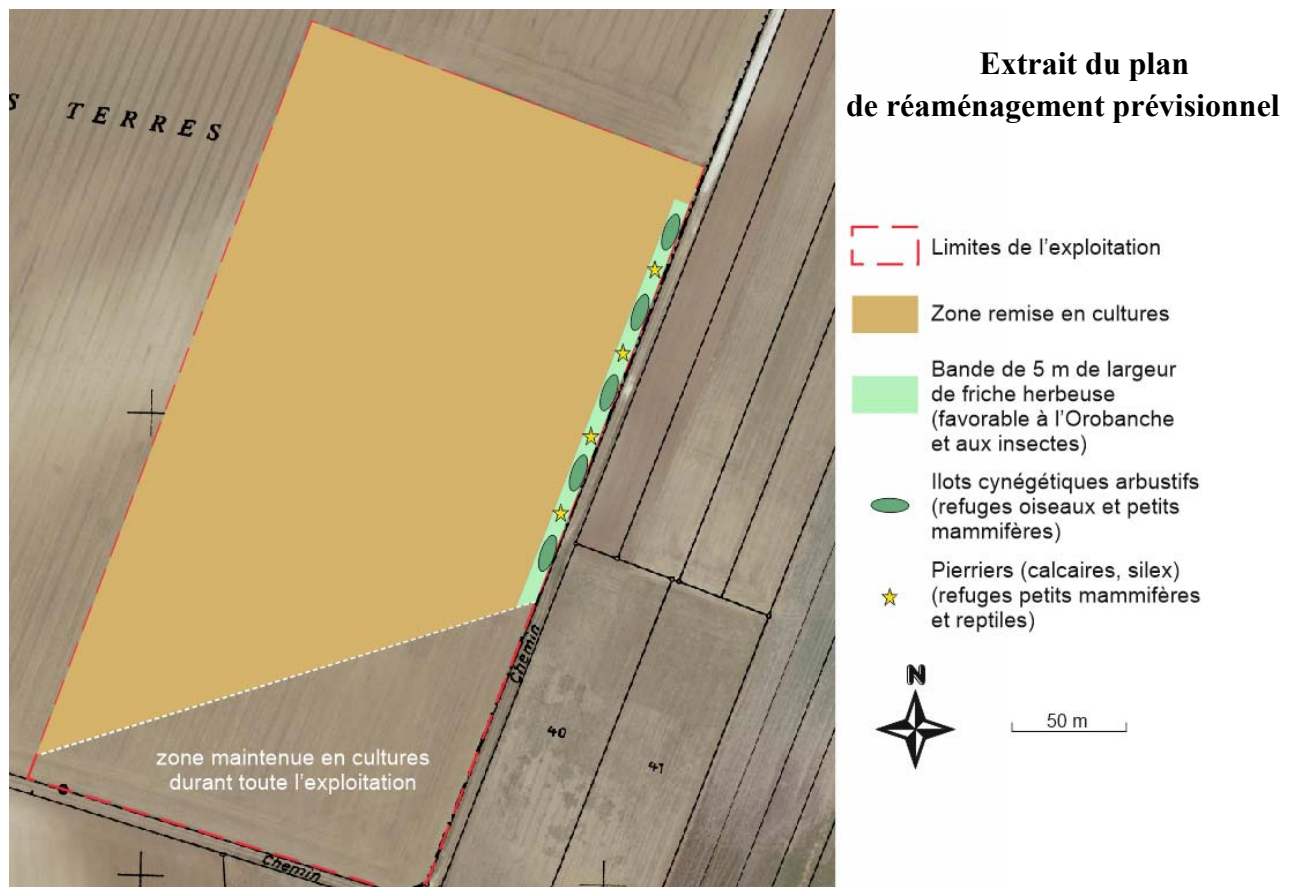 Extrait du plan
de réaménagement prévisionnel
S TERRES
Limites de l'exploitation
Zone remise en cultures
Bande de 5 m de largeur
de friche herbeuse
(favorable à l'Orobanche
et aux insectes)
Ilots cynégétiques arbustifs
(refuges oiseaux et petits
mammifères)
Pierriers (calcaires, silex)
(refuges petits mammifères
et reptiles)
N
50 m
Chemin
40
41
zone maintenue en cultures
durant toute l'exploitation
Chemin